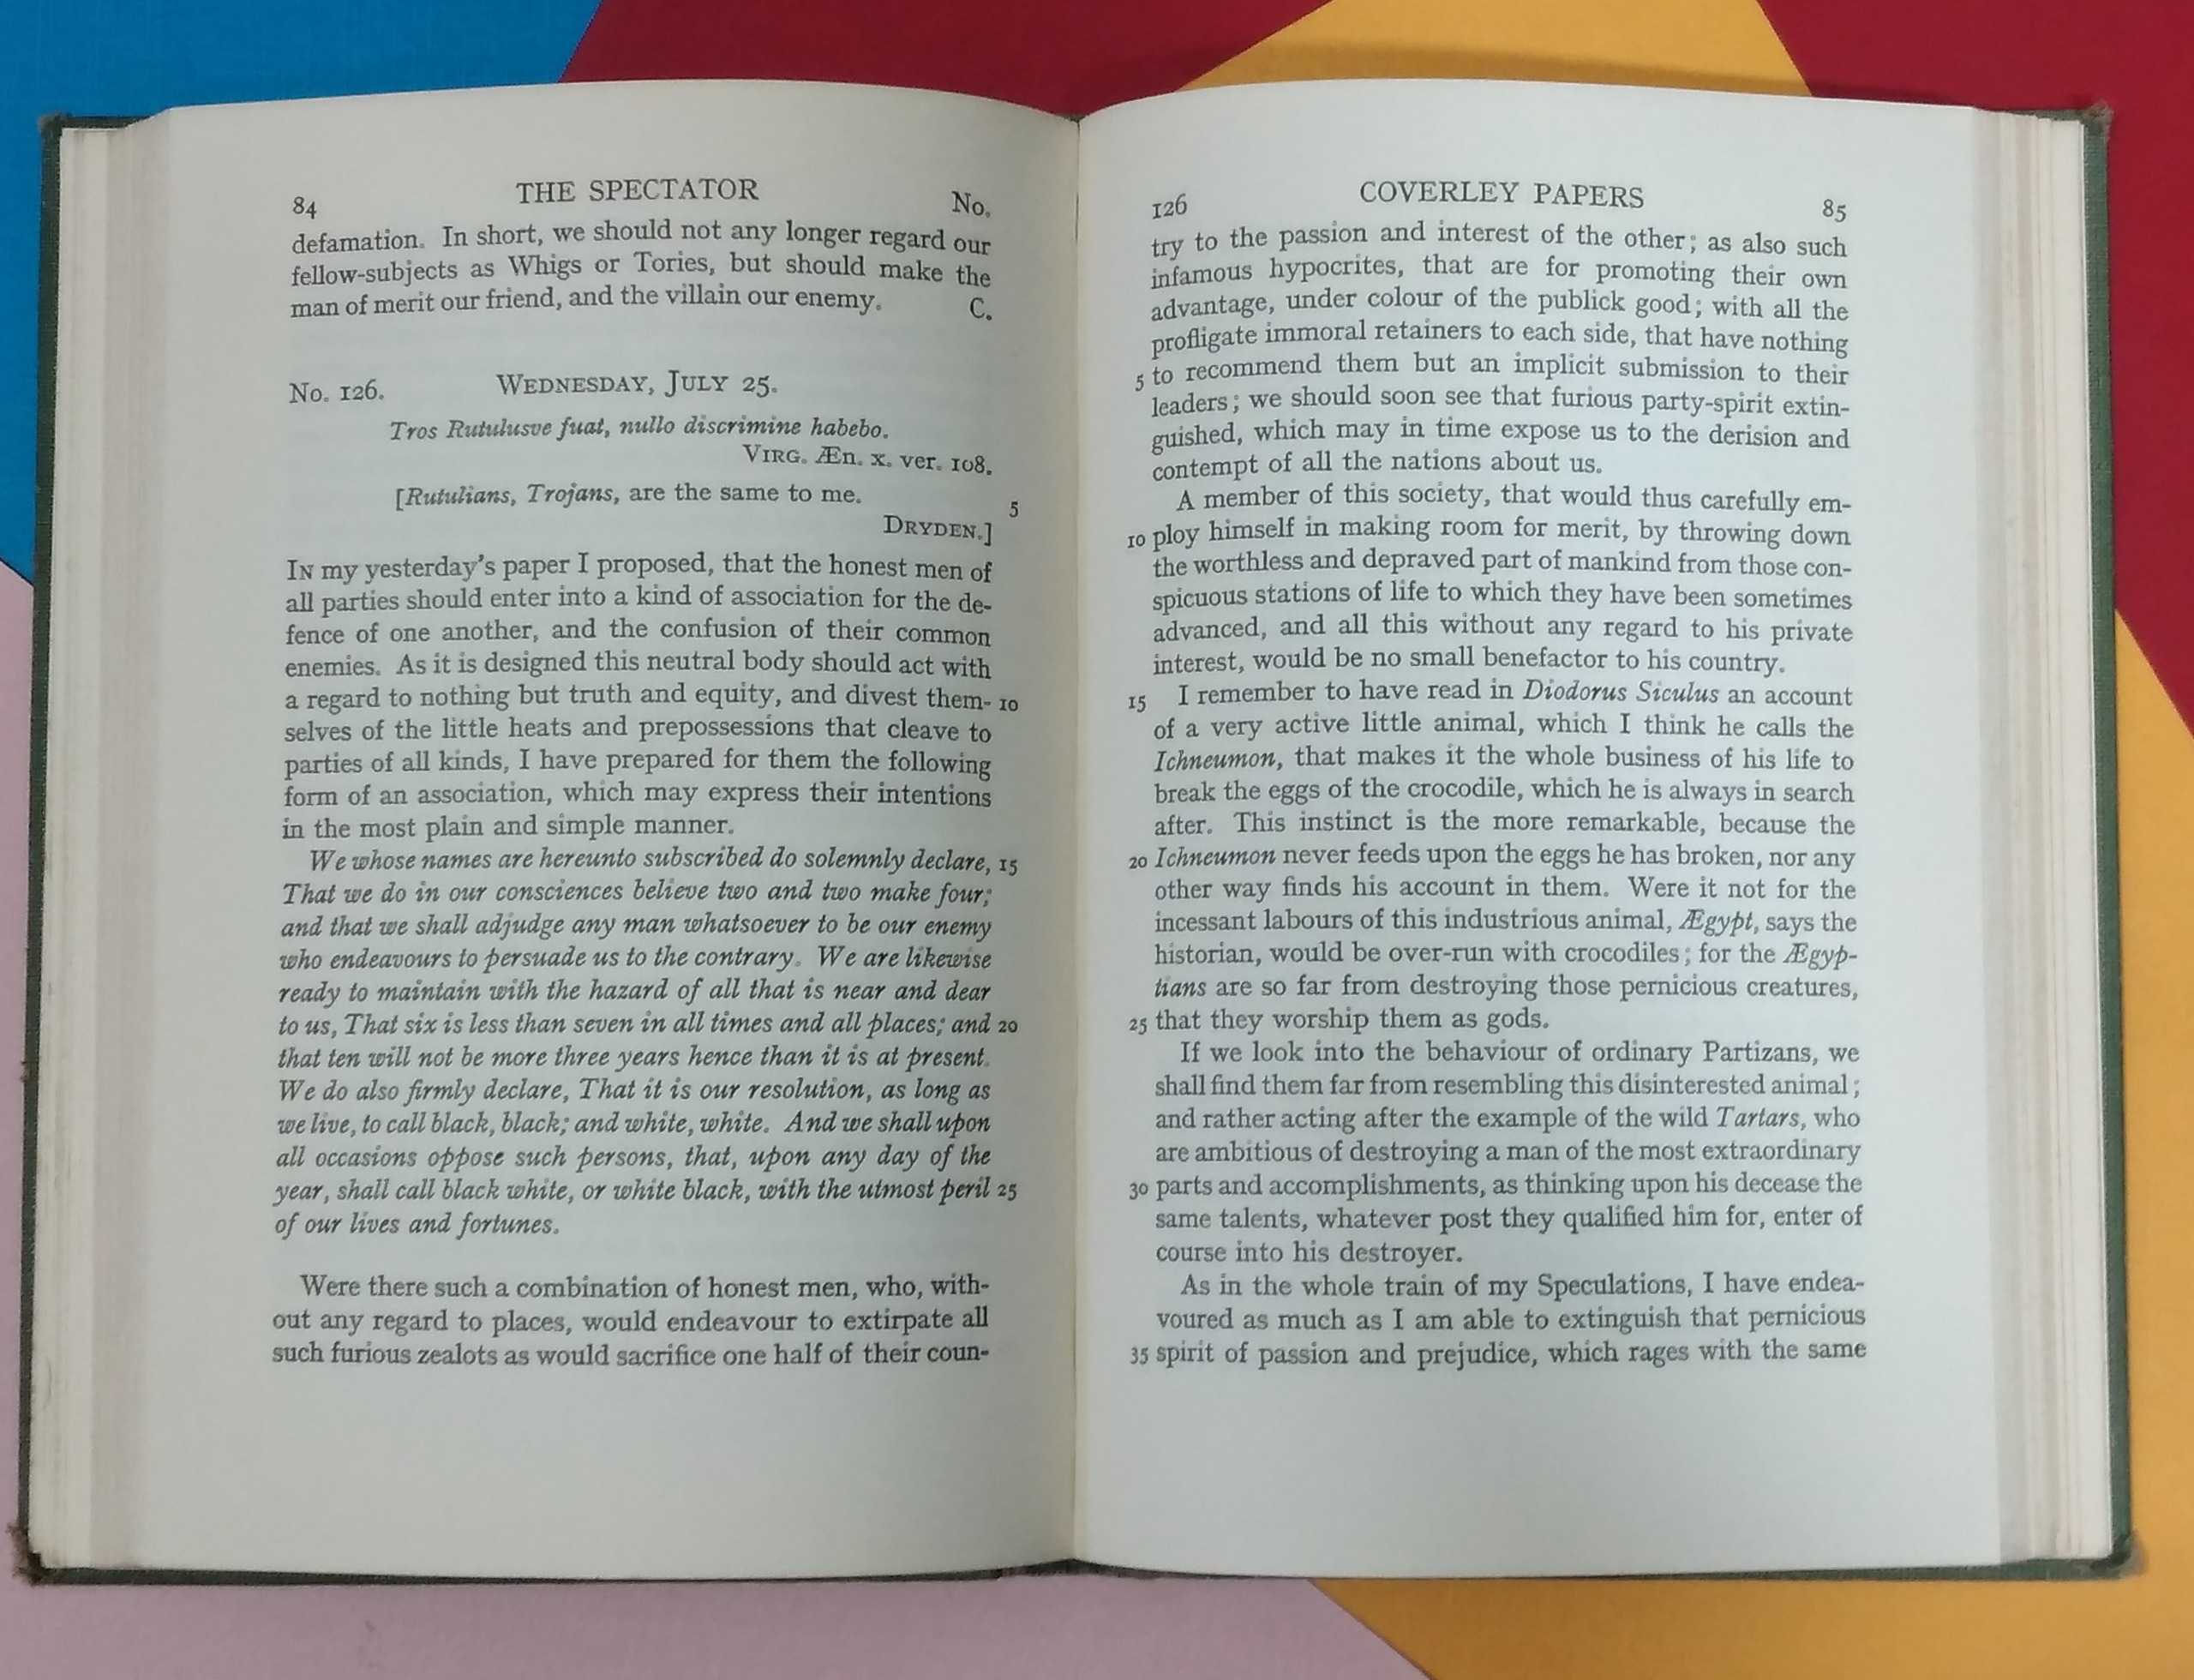 84 THE SPECTATOR No.
defamation. In short, we should not any longer regard our
fellow-subjects as Whigs or Tories, but should make the
man of merit our friend, and the villain our enemy. C.
No. 126. WEDNESDAY, JULY 25.
Tros Rutulusve fuat, nullo discrimine habebo.
VIRG. Æn. x. ver. 108.
[Rutulians, Trojans, are the same to me. 5
DRYDEN.]
IN my yesterday's paper I proposed, that the honest men of
all parties should enter into a kind of association for the de-
fence of one another, and the confusion of their common
enemies. As it is designed this neutral body should act with
a regard to nothing but truth and equity, and divest them- 10
selves of the little heats and prepossessions that cleave to
parties of all kinds, I have prepared for them the following
form of an association, which may express their intentions
in the most plain and simple manner.
We whose names are hereunto subscribed do solemnly declare, 15
That we do in our consciences believe two and two make four;
and that we shall adjudge any man whatsoever to be our enemy
who endeavours to persuade us to the contrary. We are likewise
ready to maintain with the hazard of all that is near and dear
to us, That six is less than seven in all times and all places; and 20
that ten will not be more three years hence than it is at present.
We do also firmly declare, That it is our resolution, as long as
we live, to call black, black; and white, white. And we shall upon
all occasions oppose such persons, that, upon any day of the
year, shall call black white, or white black, with the utmost peril 25
of our lives and fortunes.
Were there such a combination of honest men, who, with-
out any regard to places, would endeavour to extirpate all
such furious zealots as would sacrifice one half of their coun-
126 COVERLEY PAPERS 85
try to the passion and interest of the other; as also such
infamous hypocrites, that are for promoting their own
advantage, under colour of the publick good; with all the
profligate immoral retainers to each side, that have nothing
5 to recommend them but an implicit submission to their
leaders; we should soon see that furious party-spirit extin-
guished, which may in time expose us to the derision and
contempt of all the nations about us.
A member of this society, that would thus carefully em-
10 ploy himself in making room for merit, by throwing down
the worthless and depraved part of mankind from those con-
spicuous stations of life to which they have been sometimes
advanced, and all this without any regard to his private
interest, would be no small benefactor to his country.
15 I remember to have read in Diodorus Siculus an account
of a very active little animal, which I think he calls the
Ichneumon, that makes it the whole business of his life to
break the eggs of the crocodile, which he is always in search
after. This instinct is the more remarkable, because the
20 Ichneumon never feeds upon the eggs he has broken, nor any
other way finds his account in them. Were it not for the
incessant labours of this industrious animal, Ægypt, says the
historian, would be over-run with crocodiles; for the Ægyp-
tians are so far from destroying those pernicious creatures,
25 that they worship them as gods.
If we look into the behaviour of ordinary Partizans, we
shall find them far from resembling this disinterested animal;
and rather acting after the example of the wild Tartars, who
are ambitious of destroying a man of the most extraordinary
30 parts and accomplishments, as thinking upon his decease the
same talents, whatever post they qualified him for, enter of
course into his destroyer.
As in the whole train of my Speculations, I have endea-
voured as much as I am able to extinguish that pernicious
35 spirit of passion and prejudice, which rages with the same